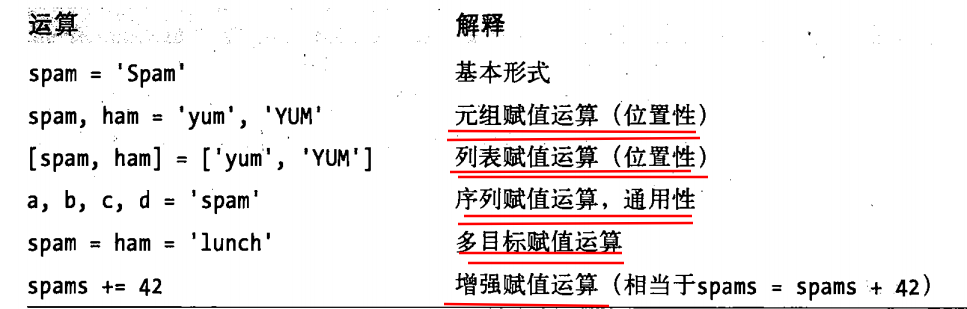 运算 解释
spam = 'Spam' 基本形式
spam, ham = 'yum', 'YUM' 元组赋值运算（位置性）
[spam, ham] = ['yum', 'YUM'] 列表赋值运算（位置性）
a, b, c, d = 'spam' 序列赋值运算，通用性
spam = ham = 'lunch' 多目标赋值运算
spams += 42 增强赋值运算（相当于spams = spams + 42）